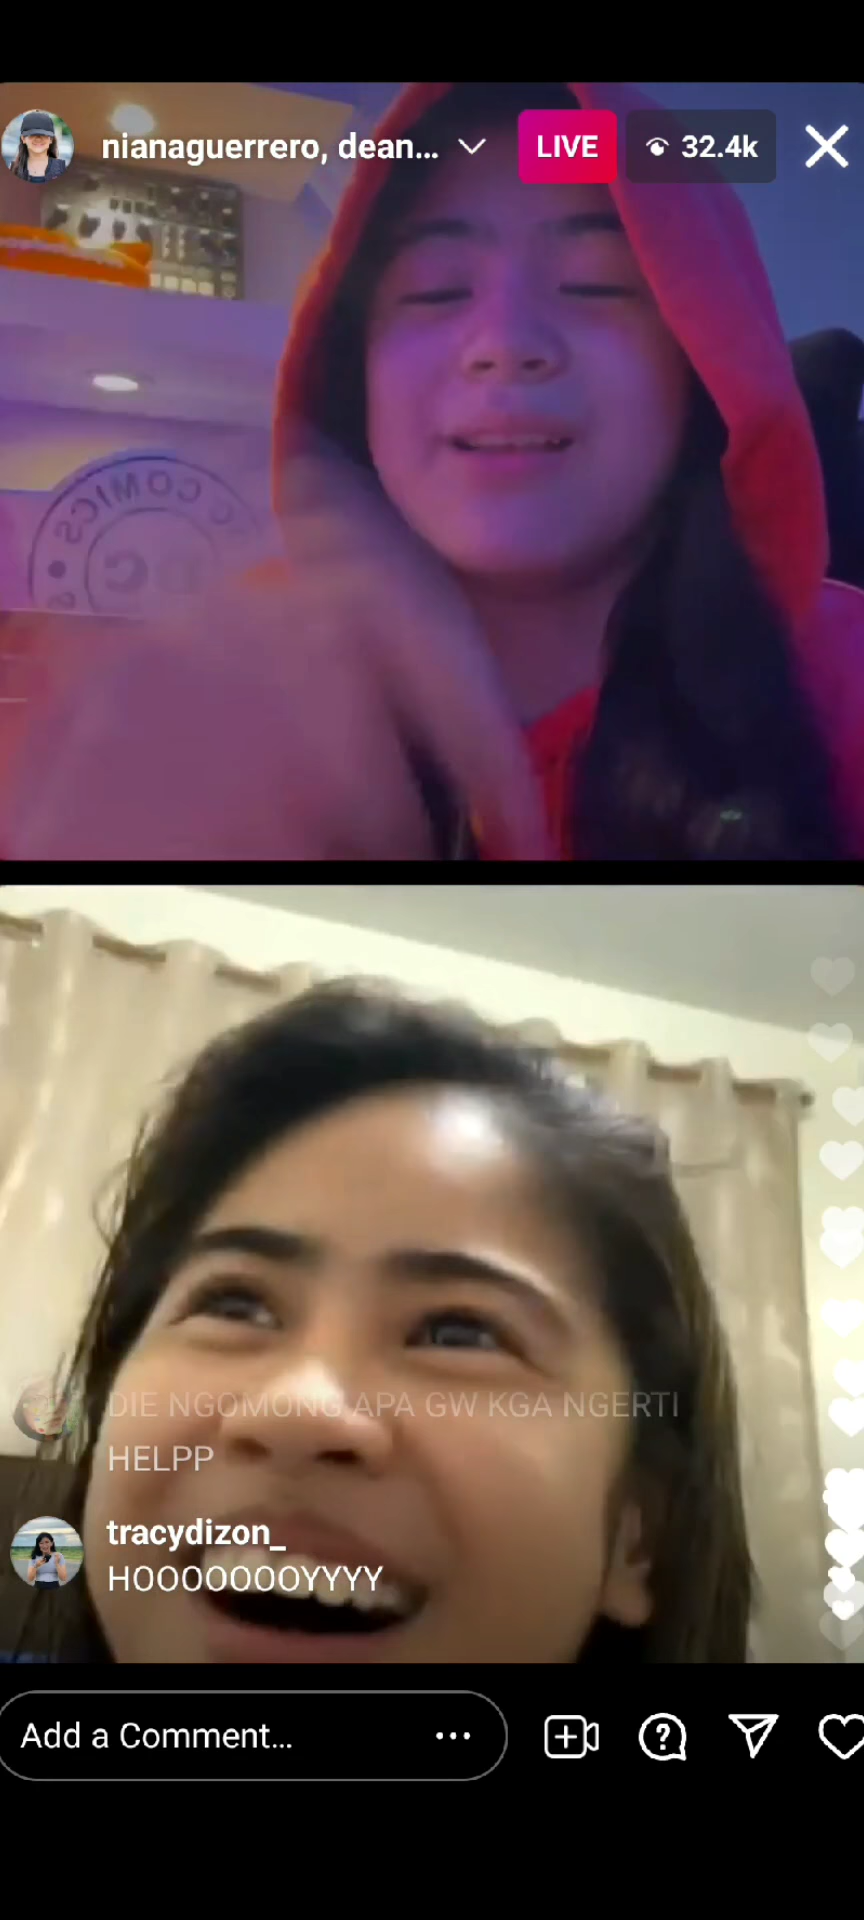 nianaguerrero, dean...
LIVE
32.4k
COMICS
DIE NGOMONG APA GW KGA NGERTI
HELPP
tracydizon_
HOOOOOOOYYYY
Add a Comment...